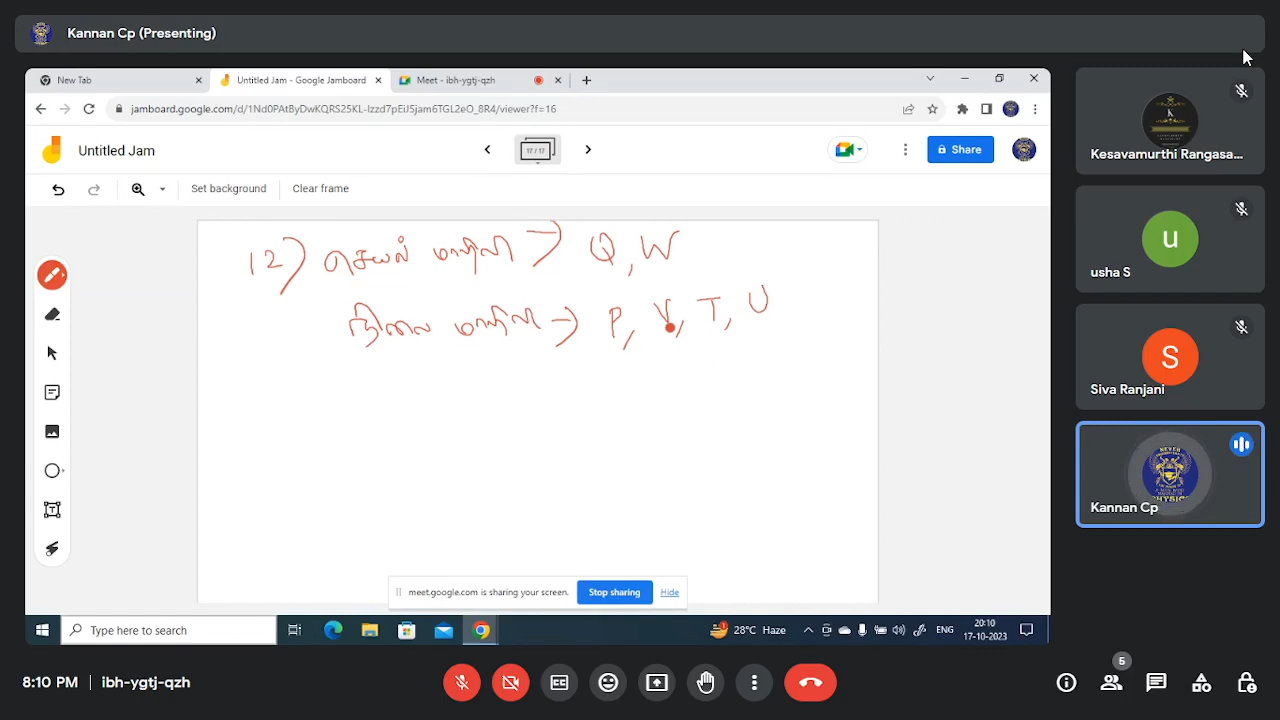 Kannan Cp (Presenting)
New Tab
Untitled Jam - Google Jamboard
Meet - ibh-ygtj-qzh
jamboard.google.com/d/1Nd0PAtByDwKQRS25KL-lzzd7pEiJ5jam6TGL2eO_8R4/viewer?f=16
Untitled Jam
17 / 17
Share
Set background
Clear frame
12) செயல் மாறிலி → Q, W
நிலை மாறிலி → P, V, T, U
meet.google.com is sharing your screen.
Stop sharing
Hide
Type here to search
28°C Haze
ENG
20:10
17-10-2023
Kesavamurthi Rangasa...
u
usha S
S
Siva Ranjani
Kannan Cp
8:10 PM | ibh-ygtj-qzh
5